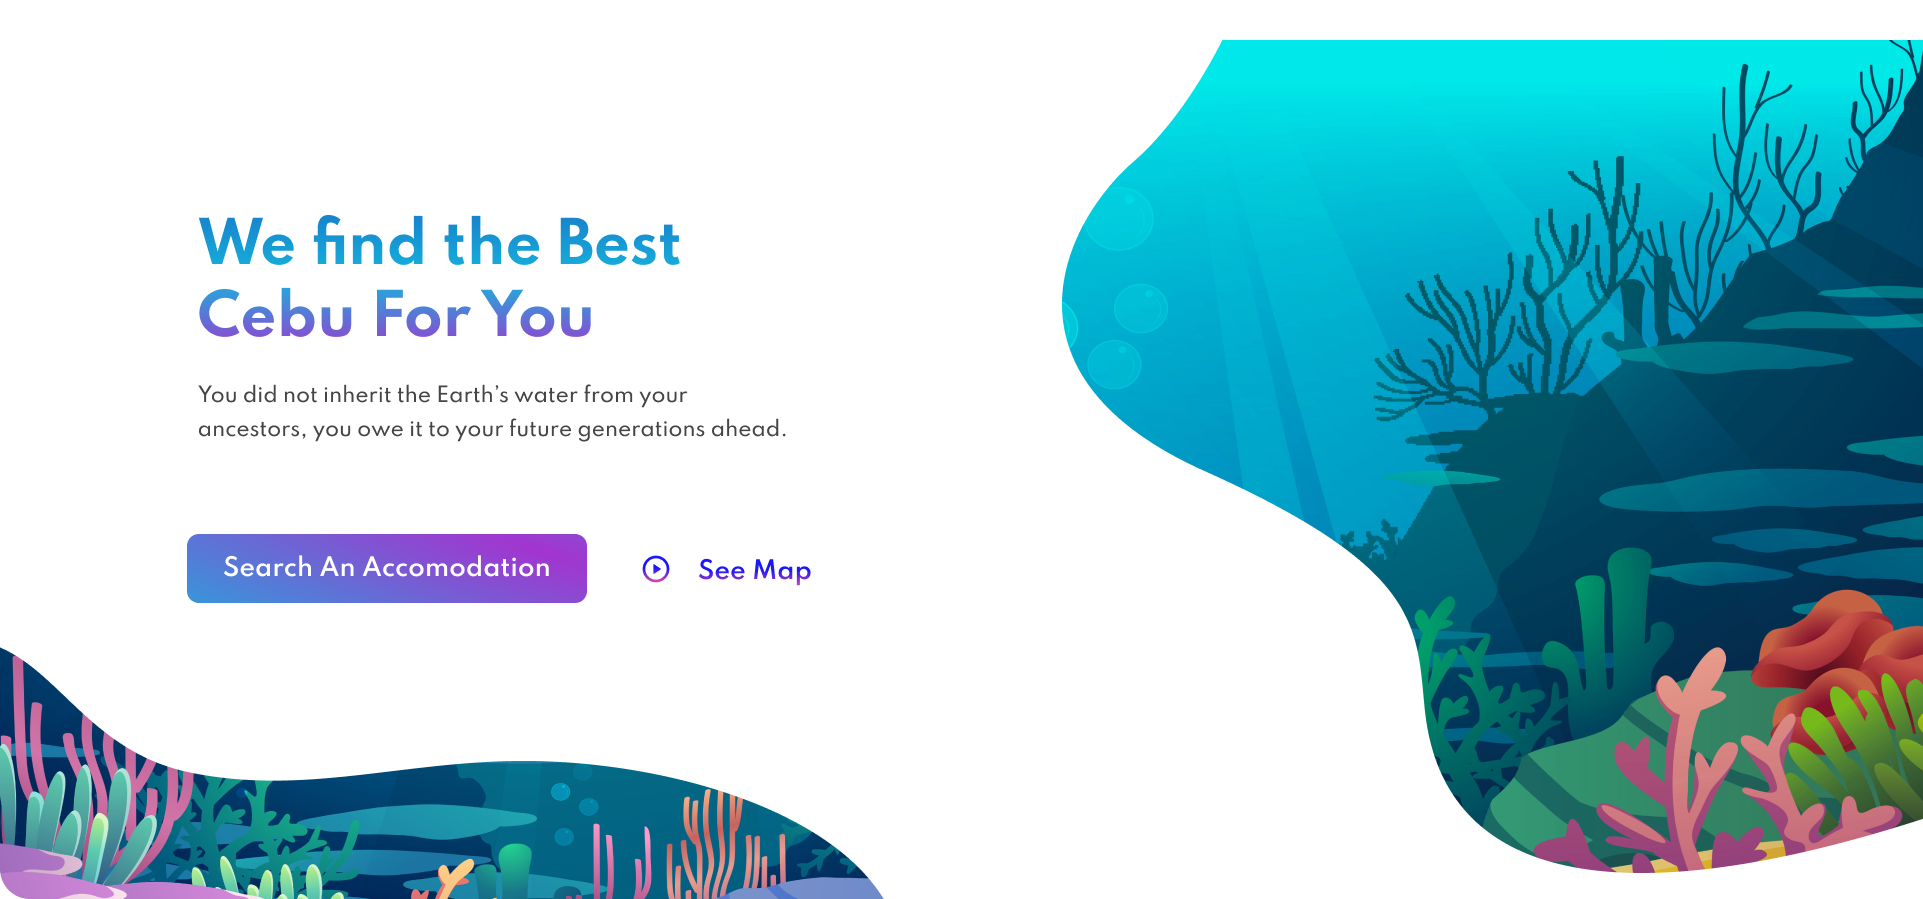 We find the Best
Cebu For You
You did not inherit the Earth’s water from your
ancestors, you owe it to your future generations ahead.
Search An Accomodation
See Map